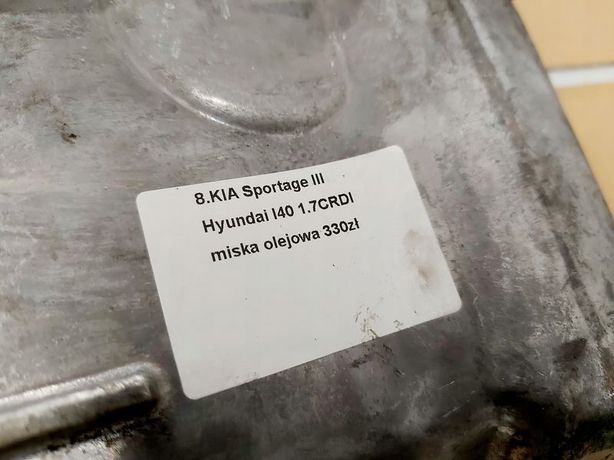 8.KIA Sportage III
Hyundai I40 1.7CRDI
miska olejowa 330zł